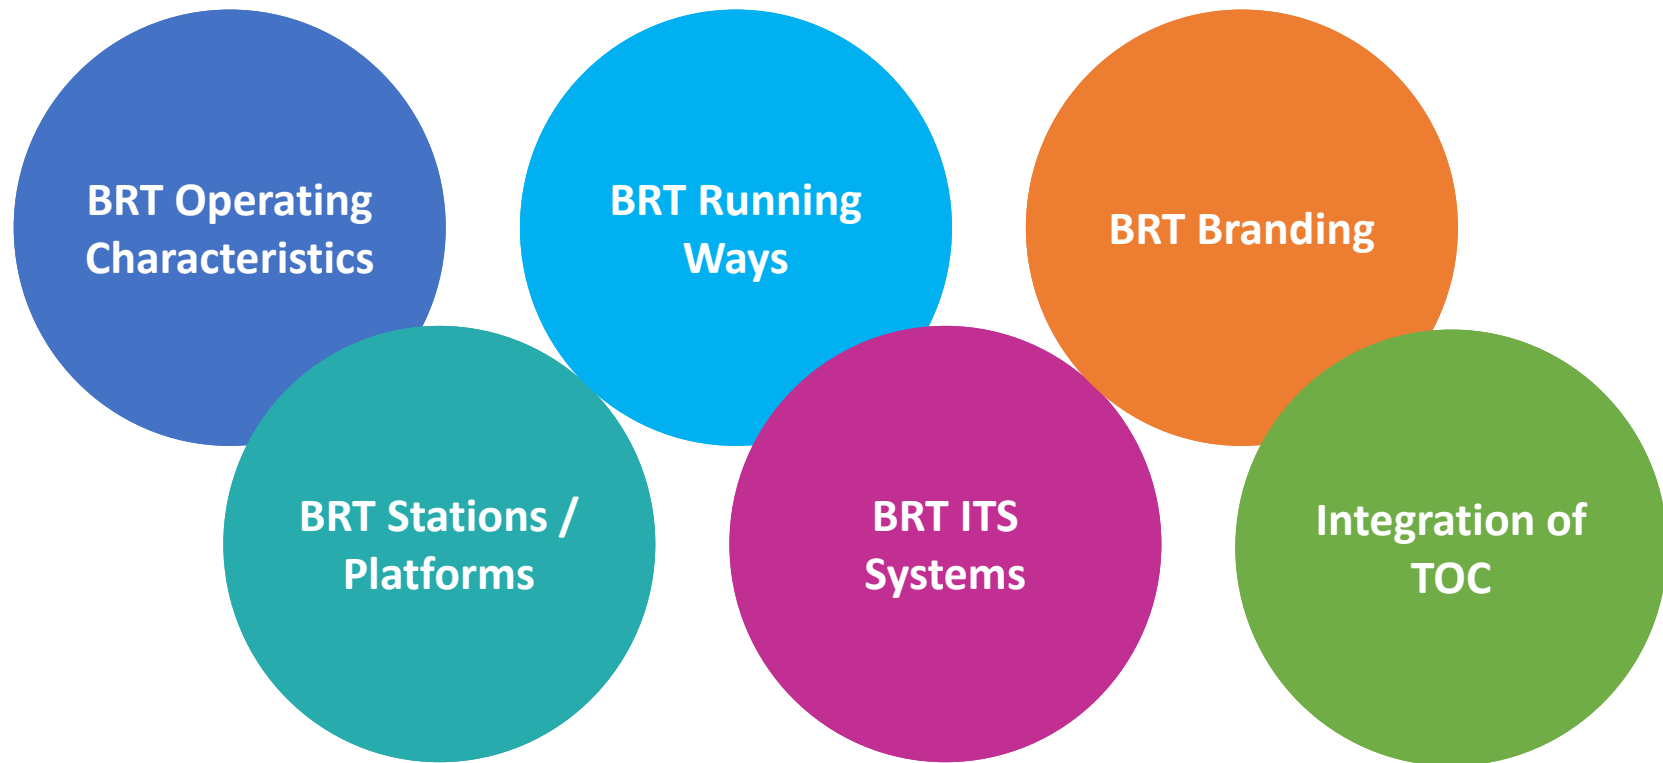 BRT Operating
Characteristics
BRT Running
Ways
BRT Branding
BRT Stations /
Platforms
BRT ITS
Systems
Integration of
TOC